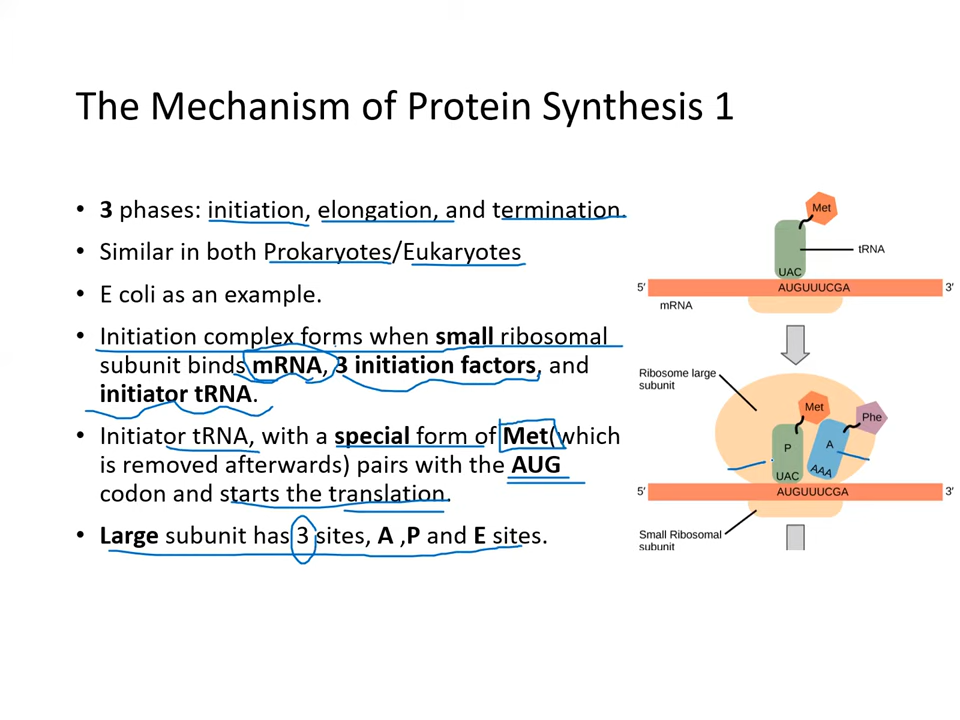 The Mechanism of Protein Synthesis 1
• 3 phases: initiation, elongation, and termination.
• Similar in both Prokaryotes/Eukaryotes
• E coli as an example.
• Initiation complex forms when small ribosomal
subunit binds mRNA, 3 initiation factors, and
initiator tRNA.
• Initiator tRNA, with a special form of Met(which
is removed afterwards) pairs with the AUG
codon and starts the translation.
• Large subunit has 3 sites, A ,P and E sites.
Met
tRNA
UAC
5′ AUGUUUCGA 3′
mRNA
Ribosome large
subunit
Met
Phe
P A
UAC AAA
5′ AUGUUUCGA 3′
Small Ribosomal
subunit